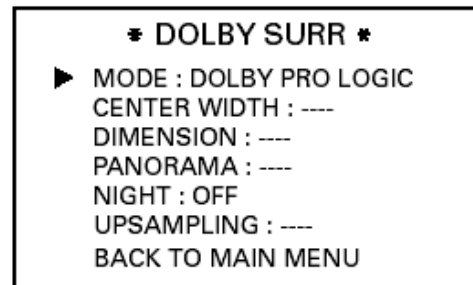 * DOLBY SURR *
MODE : DOLBY PRO LOGIC
CENTER WIDTH : ----
DIMENSION : ----
PANORAMA : ----
NIGHT : OFF
UPSAMPLING : ----
BACK TO MAIN MENU